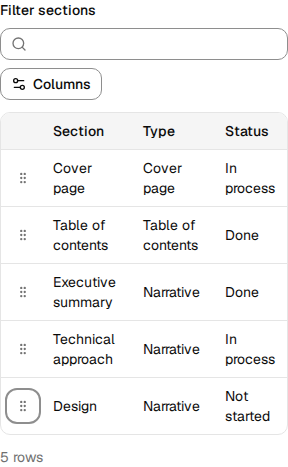 Filter sections
Columns
Section Type Status
Cover page Cover page In process
Table of contents Table of contents Done
Executive summary Narrative Done
Technical approach Narrative In process
Design Narrative Not started
5 rows